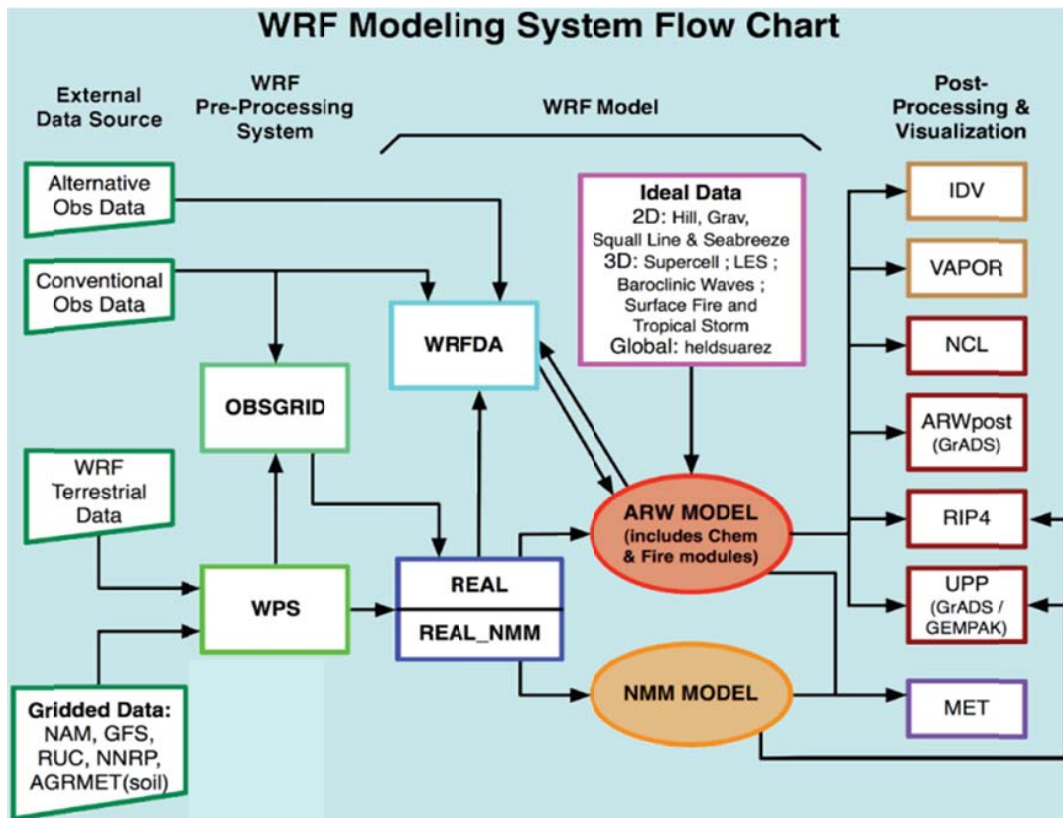 WRF Modeling System Flow Chart
External
Data Source
WRF
Pre-Processing
System
WRF Model
Post-
Processing &
Visualization
Alternative
Obs Data
Conventional
Obs Data
WRF
Terrestrial
Data
Gridded Data:
NAM, GFS,
RUC, NNRP,
AGRMET(soil)
OBSGRID
WPS
WRFDA
REAL
REAL_NMM
Ideal Data
2D: Hill, Grav,
Squall Line & Seabreeze
3D: Supercell ; LES ;
Baroclinic Waves ;
Surface Fire and
Tropical Storm
Global: heldsuarez
ARW MODEL
(includes Chem
& Fire modules)
NMM MODEL
IDV
VAPOR
NCL
ARWpost
(GrADS)
RIP4
UPP
(GrADS /
GEMPAK)
MET